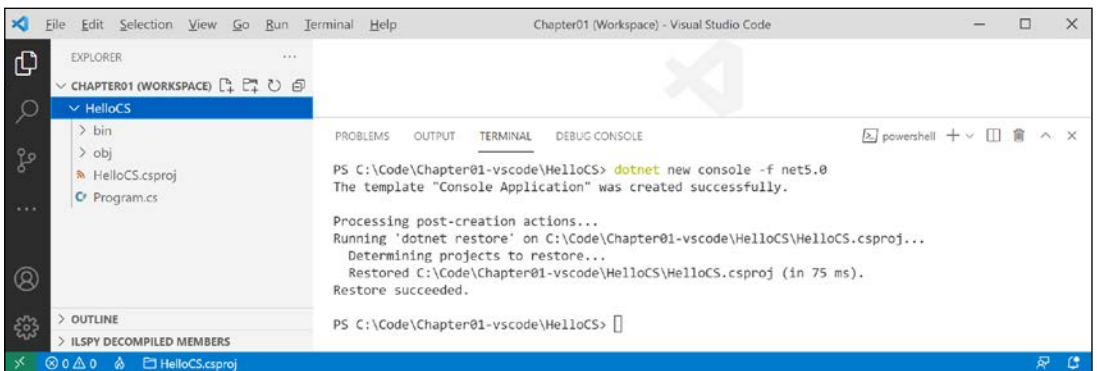 File Edit Selection View Go Run Terminal Help
Chapter01 (Workspace) - Visual Studio Code
EXPLORER
CHAPTER01 (WORKSPACE)
HelloCS
bin
obj
HelloCS.csproj
Program.cs
OUTLINE
ILSPY DECOMPILED MEMBERS
PROBLEMS OUTPUT TERMINAL DEBUG CONSOLE
powershell
PS C:\Code\Chapter01-vscode\HelloCS> dotnet new console -f net5.0
The template "Console Application" was created successfully.
Processing post-creation actions...
Running 'dotnet restore' on C:\Code\Chapter01-vscode\HelloCS\HelloCS.csproj...
Determining projects to restore...
Restored C:\Code\Chapter01-vscode\HelloCS\HelloCS.csproj (in 75 ms).
Restore succeeded.
PS C:\Code\Chapter01-vscode\HelloCS>
0 0 HelloCS.csproj